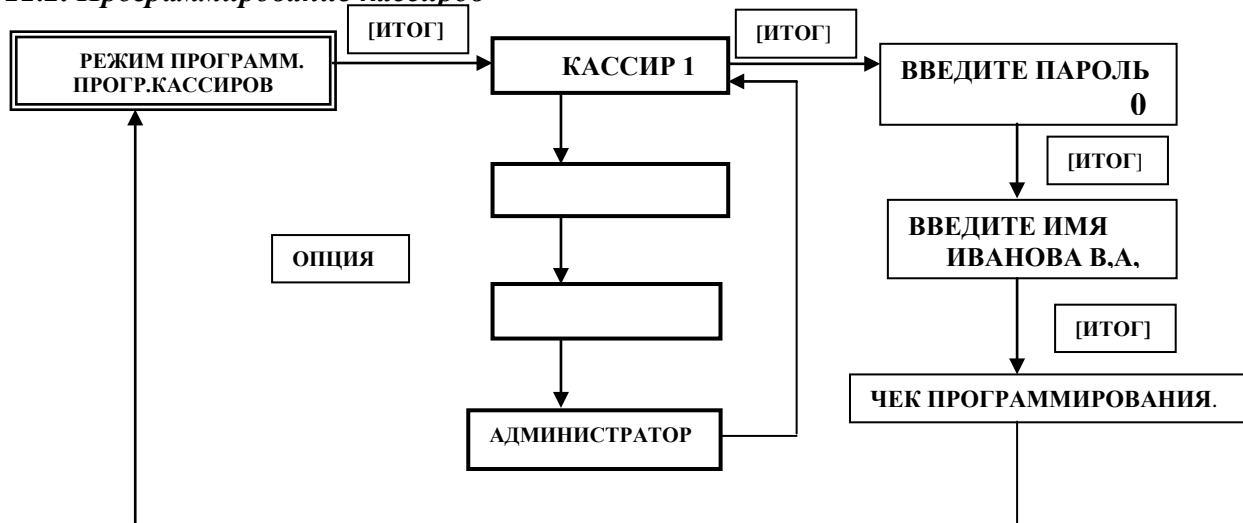 [ИТОГ]
[ИТОГ]
РЕЖИМ ПРОГРАММ.
ПРОГР.КАССИРОВ
КАССИР 1
ВВЕДИТЕ ПАРОЛЬ
0
[ИТОГ]
ВВЕДИТЕ ИМЯ
ИВАНОВА В,А,
ОПЦИЯ
[ИТОГ]
ЧЕК ПРОГРАММИРОВАНИЯ.
АДМИНИСТРАТОР